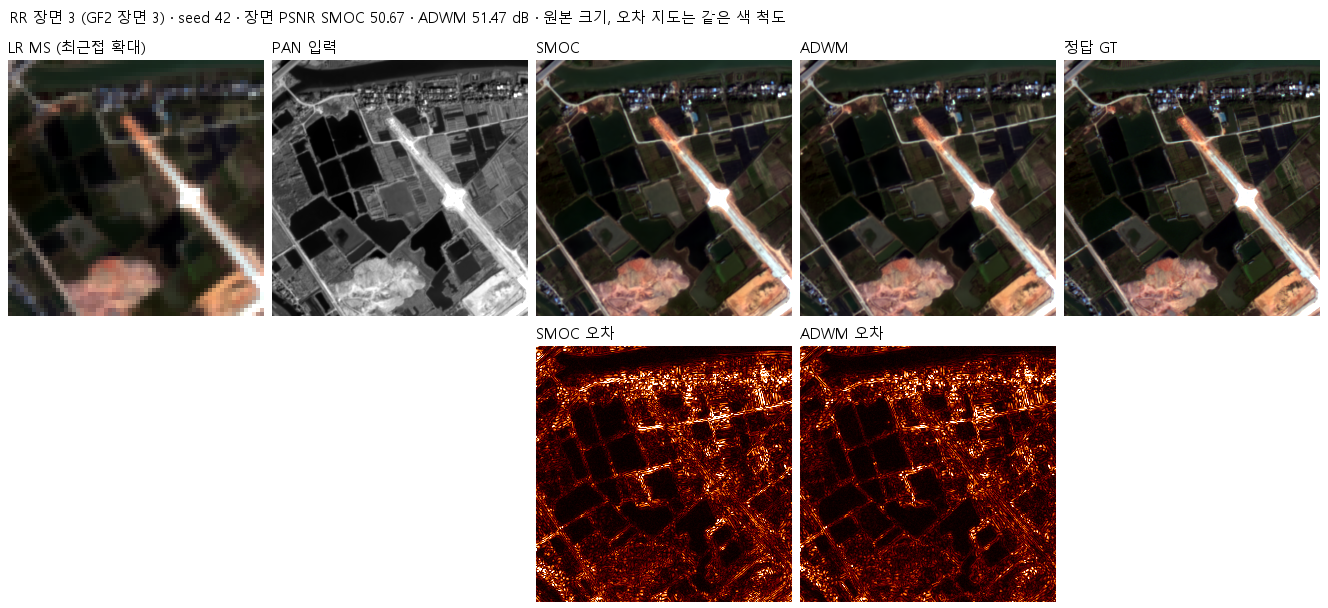 RR 장면 3 (GF2 장면 3) · seed 42 · 장면 PSNR SMOC 50.67 · ADWM 51.47 dB · 원본 크기, 오차 지도는 같은 색 척도
LR MS (최근접 확대)
PAN 입력
SMOC
ADWM
정답 GT
SMOC 오차
ADWM 오차